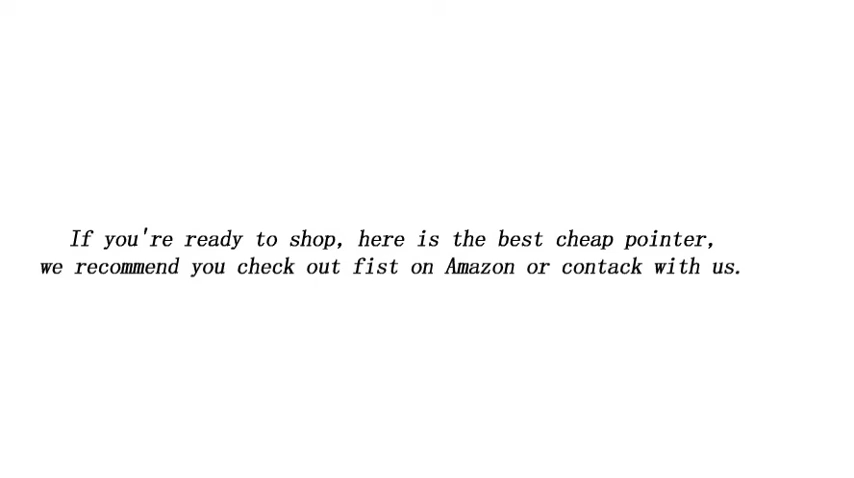 If you're ready to shop, here is the best cheap pointer,
we recommend you check out fist on Amazon or contack with us.